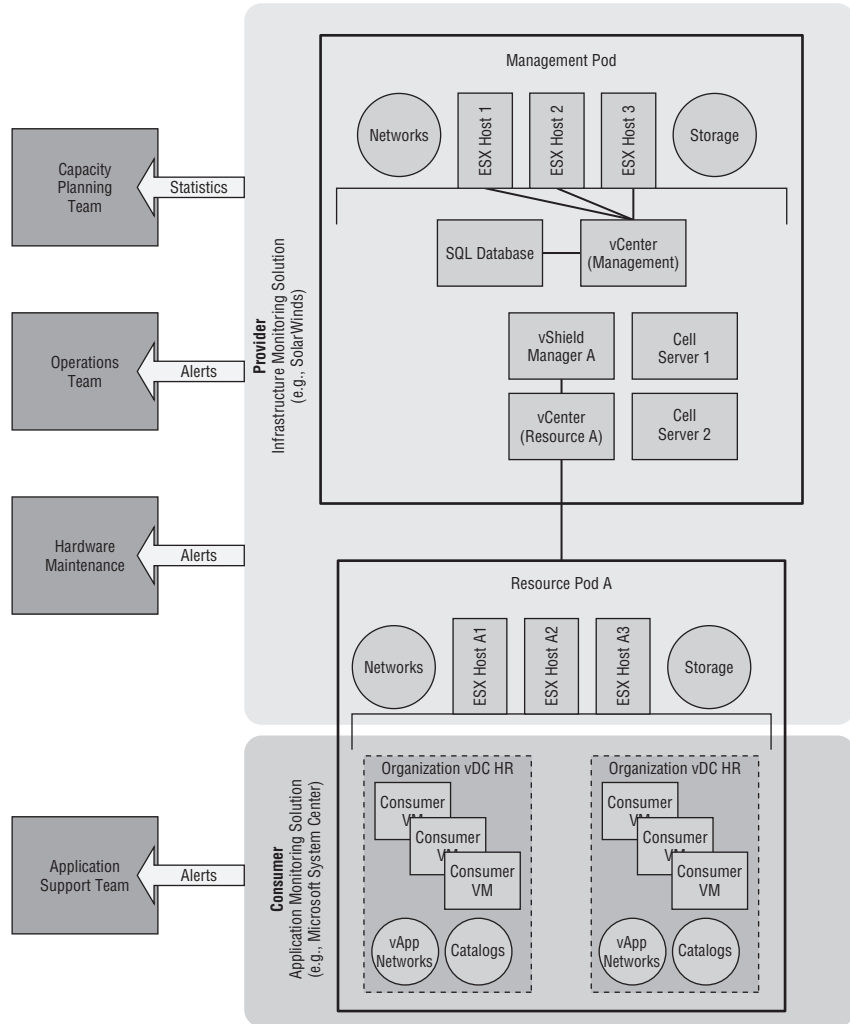 Management Pod
Networks
ESX Host 1
ESX Host 2
ESX Host 3
Storage
Capacity
Planning
Team
Statistics
SQL Database
vCenter
(Management)
Provider
Infrastructure Monitoring Solution
(e.g., SolarWinds)
Operations
Team
Alerts
vShield
Manager A
Cell
Server 1
vCenter
(Resource A)
Cell
Server 2
Hardware
Maintenance
Alerts
Resource Pod A
Networks
ESX Host A1
ESX Host A2
ESX Host A3
Storage
Consumer
Application Monitoring Solution
(e.g., Microsoft System Center)
Application
Support Team
Alerts
Organization vDC HR
Consumer
VM
Consumer
VM
Consumer
VM
vApp
Networks
Catalogs
Organization vDC HR
Consumer
VM
Consumer
VM
Consumer
VM
vApp
Networks
Catalogs